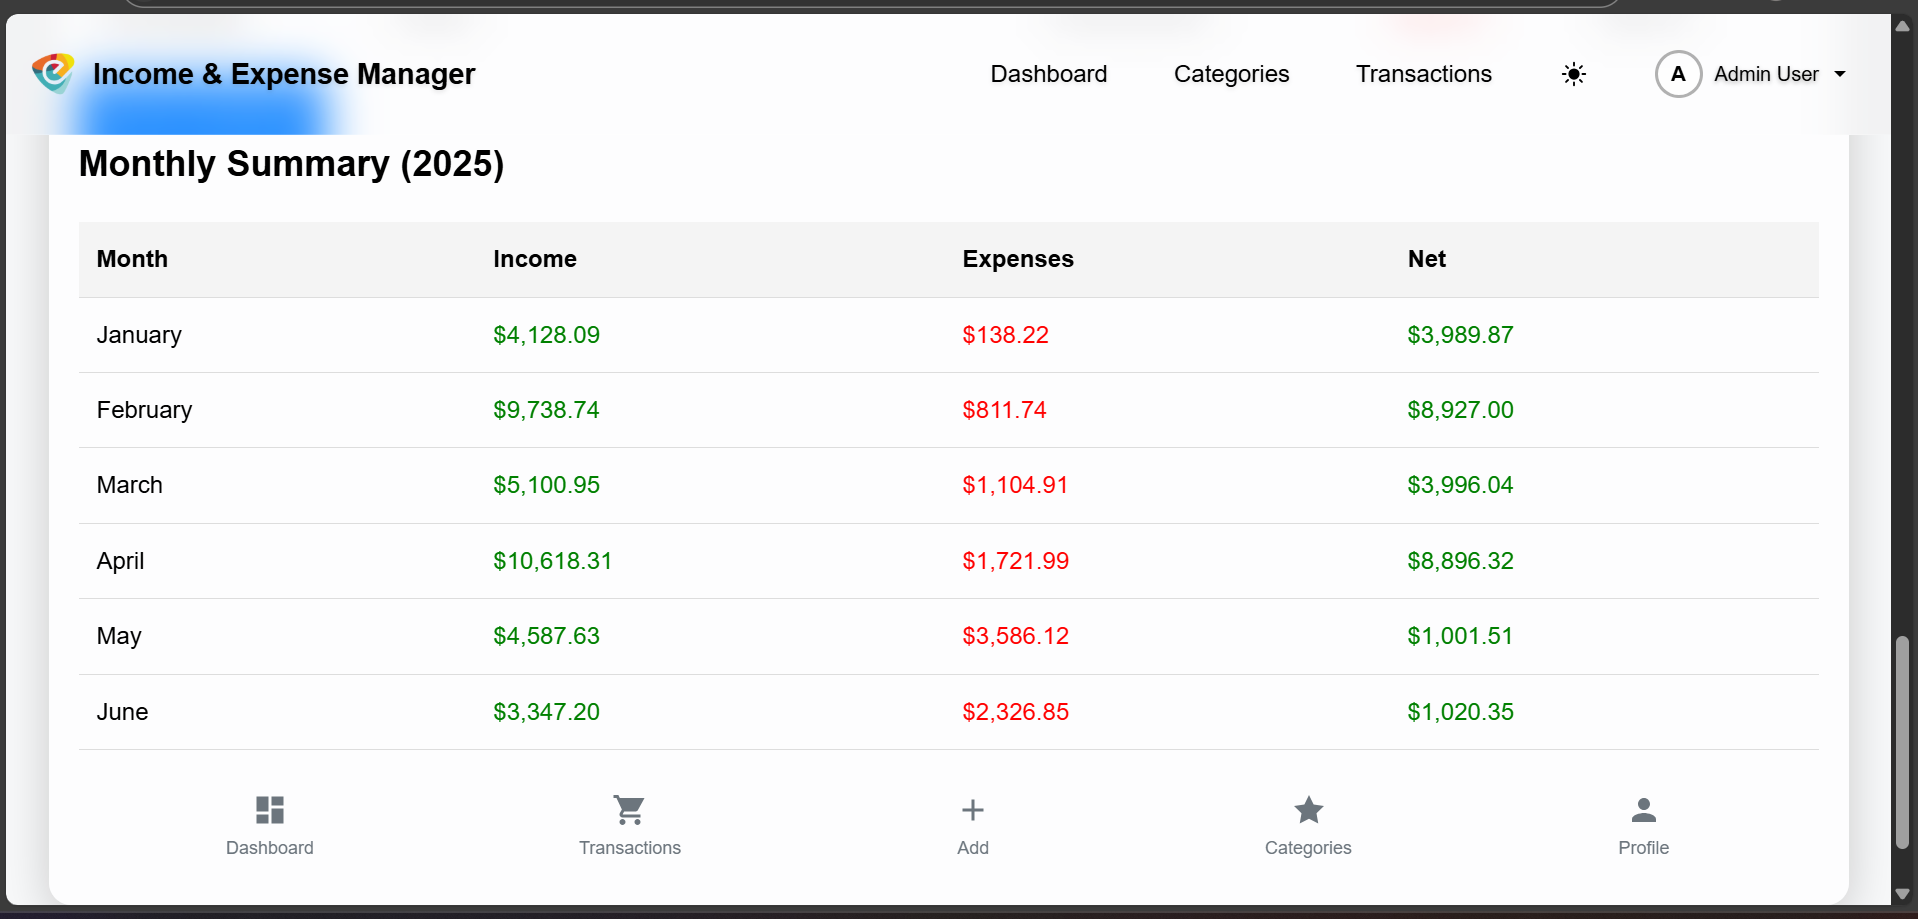 Income & Expense Manager
Dashboard Categories Transactions A Admin User
Monthly Summary (2025)
Month Income Expenses Net
January $4,128.09 $138.22 $3,989.87
February $9,738.74 $811.74 $8,927.00
March $5,100.95 $1,104.91 $3,996.04
April $10,618.31 $1,721.99 $8,896.32
May $4,587.63 $3,586.12 $1,001.51
June $3,347.20 $2,326.85 $1,020.35
Dashboard Transactions Add Categories Profile